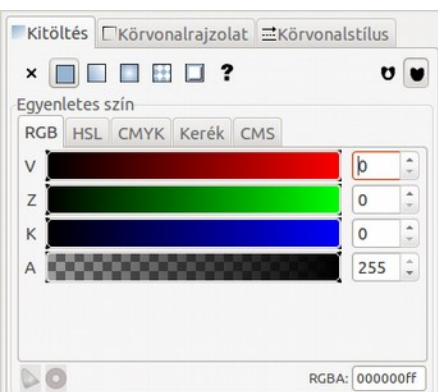 Kitöltés Körvonalrajzolat Körvonalstílus
?
Egyenletes szín
RGB HSL CMYK Kerék CMS
V 0
Z 0
K 0
A 255
RGBA: 000000ff